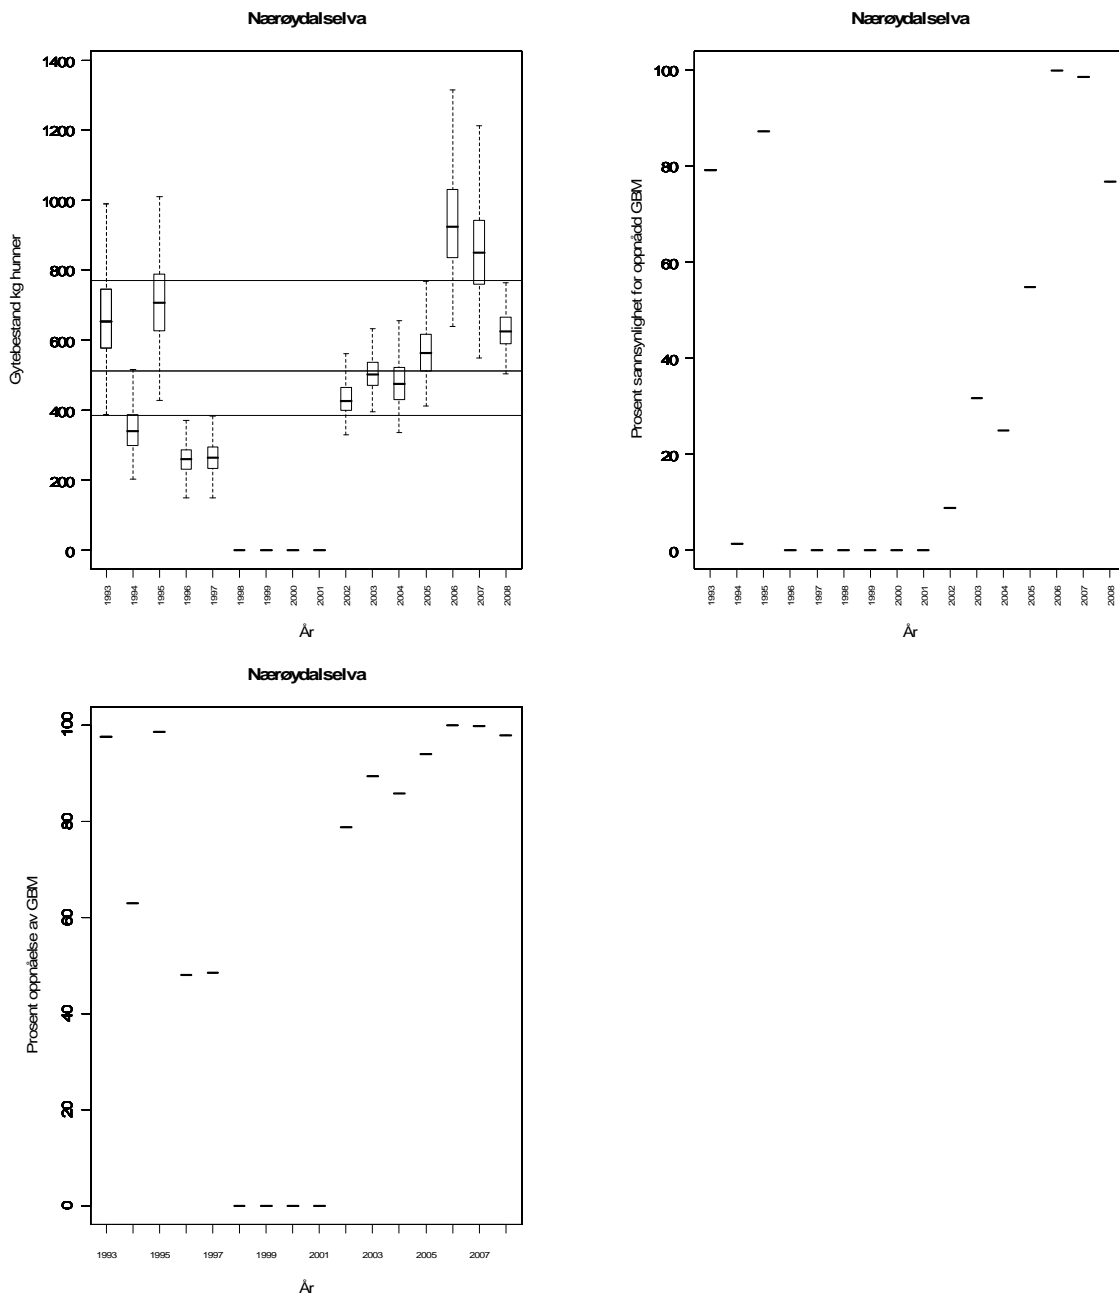 Nærøydalselva
Gytebestand kg hunner
1400
1200
1000
800
600
400
200
0
1993 1994 1995 1996 1997 1998 1999 2000 2001 2002 2003 2004 2005 2006 2007 2008
År
Nærøydalselva
Prosent sannsynlighet for oppnådd GBM
100
80
60
40
20
0
1993 1994 1995 1996 1997 1998 1999 2000 2001 2002 2003 2004 2005 2006 2007 2008
År
Nærøydalselva
Prosent oppnåelse av GBM
100
80
60
40
20
0
1993 1995 1997 1999 2001 2003 2005 2007
År